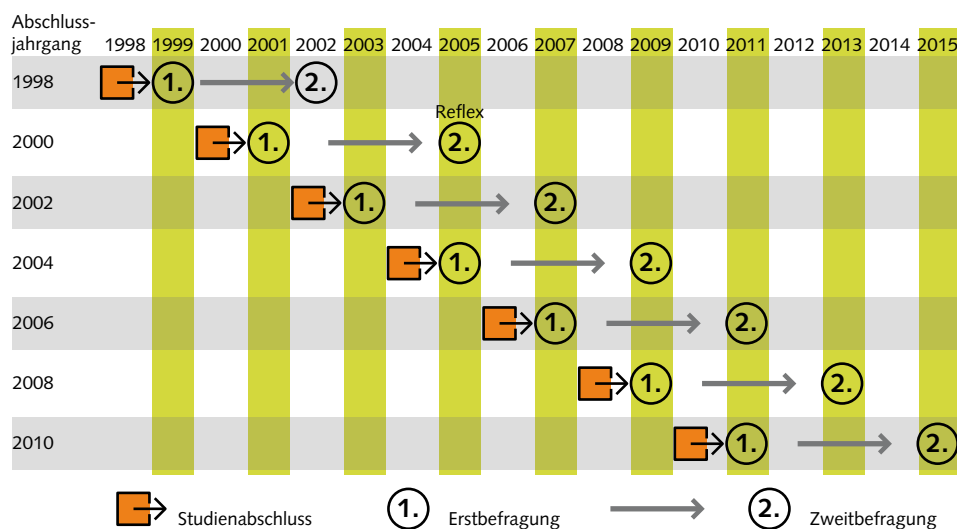 Abschluss-
jahrgang 1998 1999 2000 2001 2002 2003 2004 2005 2006 2007 2008 2009 2010 2011 2012 2013 2014 2015
1998 1. 2.
Reflex
2000 1. 2.
2002 1. 2.
2004 1. 2.
2006 1. 2.
2008 1. 2.
2010 1. 2.
Studienabschluss 1. Erstbefragung 2. Zweitbefragung